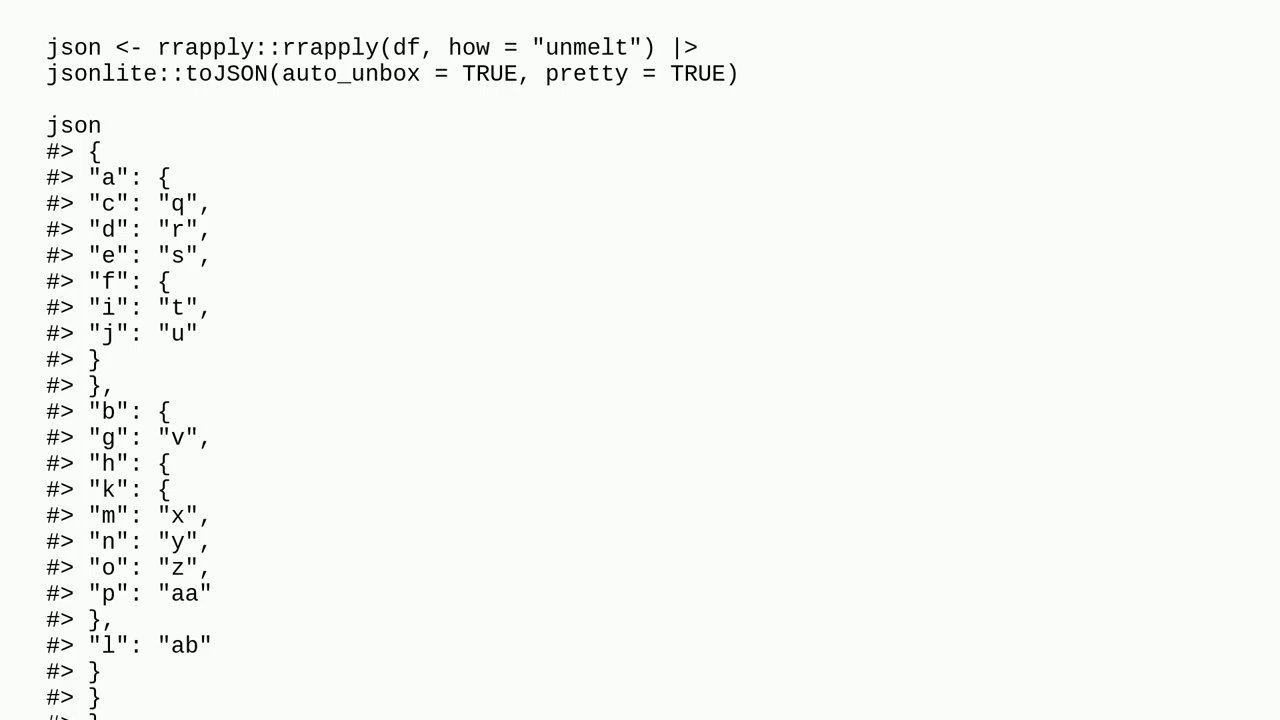 json <- rrapply::rrapply(df, how = "unmelt") |>
jsonlite::toJSON(auto_unbox = TRUE, pretty = TRUE)

json
#> {
#> "a": {
#> "c": "q",
#> "d": "r",
#> "e": "s",
#> "f": {
#> "i": "t",
#> "j": "u"
#> }
#> },
#> "b": {
#> "g": "v",
#> "h": {
#> "k": {
#> "m": "x",
#> "n": "y",
#> "o": "z",
#> "p": "aa"
#> },
#> "l": "ab"
#> }
#> }
#> }